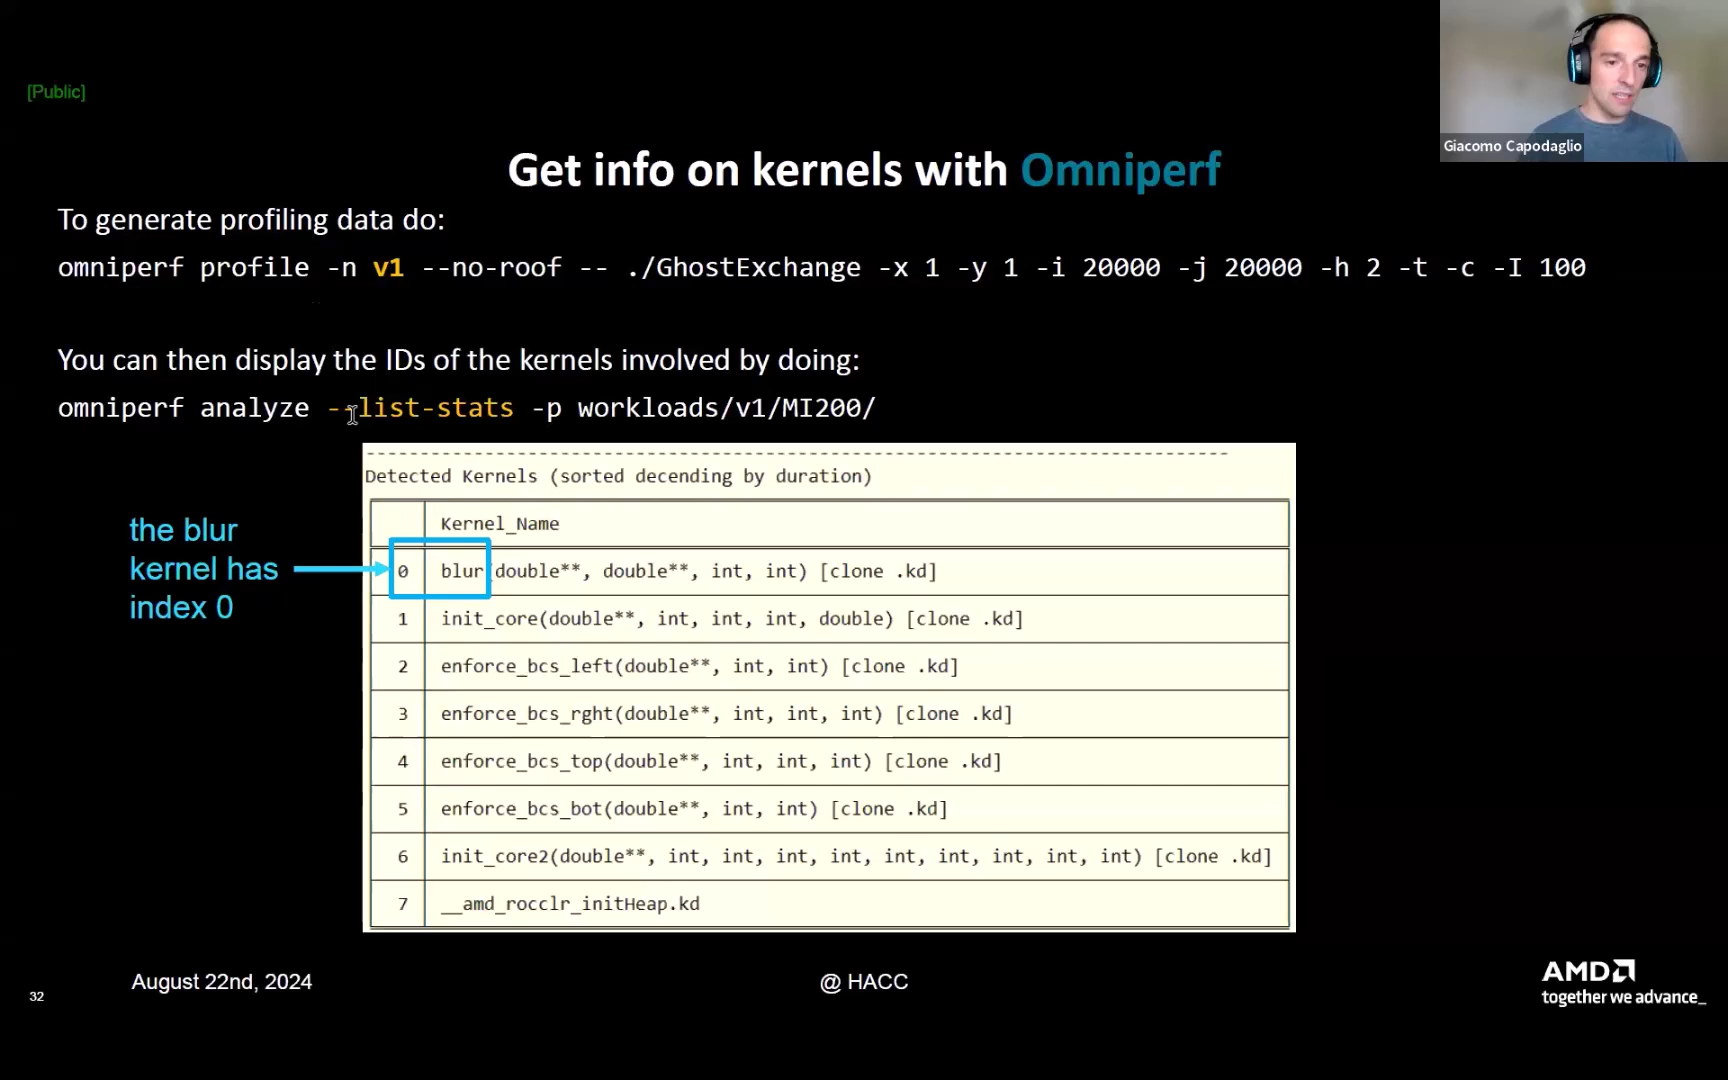 [Public]
Giacomo Capodaglio
Get info on kernels with Omniperf
To generate profiling data do:
omniperf profile -n v1 --no-roof -- ./GhostExchange -x 1 -y 1 -i 20000 -j 20000 -h 2 -t -c -I 100
You can then display the IDs of the kernels involved by doing:
omniperf analyze --list-stats -p workloads/v1/MI200/
--------------------------------------------------------------------------------
Detected Kernels (sorted decending by duration)
Kernel_Name
the blur
kernel has
index 0
0 blur(double**, double**, int, int) [clone .kd]
1 init_core(double**, int, int, int, double) [clone .kd]
2 enforce_bcs_left(double**, int, int) [clone .kd]
3 enforce_bcs_rght(double**, int, int, int) [clone .kd]
4 enforce_bcs_top(double**, int, int, int) [clone .kd]
5 enforce_bcs_bot(double**, int, int) [clone .kd]
6 init_core2(double**, int, int, int, int, int, int, int, int, int) [clone .kd]
7 __amd_rocclr_initHeap.kd
32
August 22nd, 2024
@ HACC
AMD
together we advance_